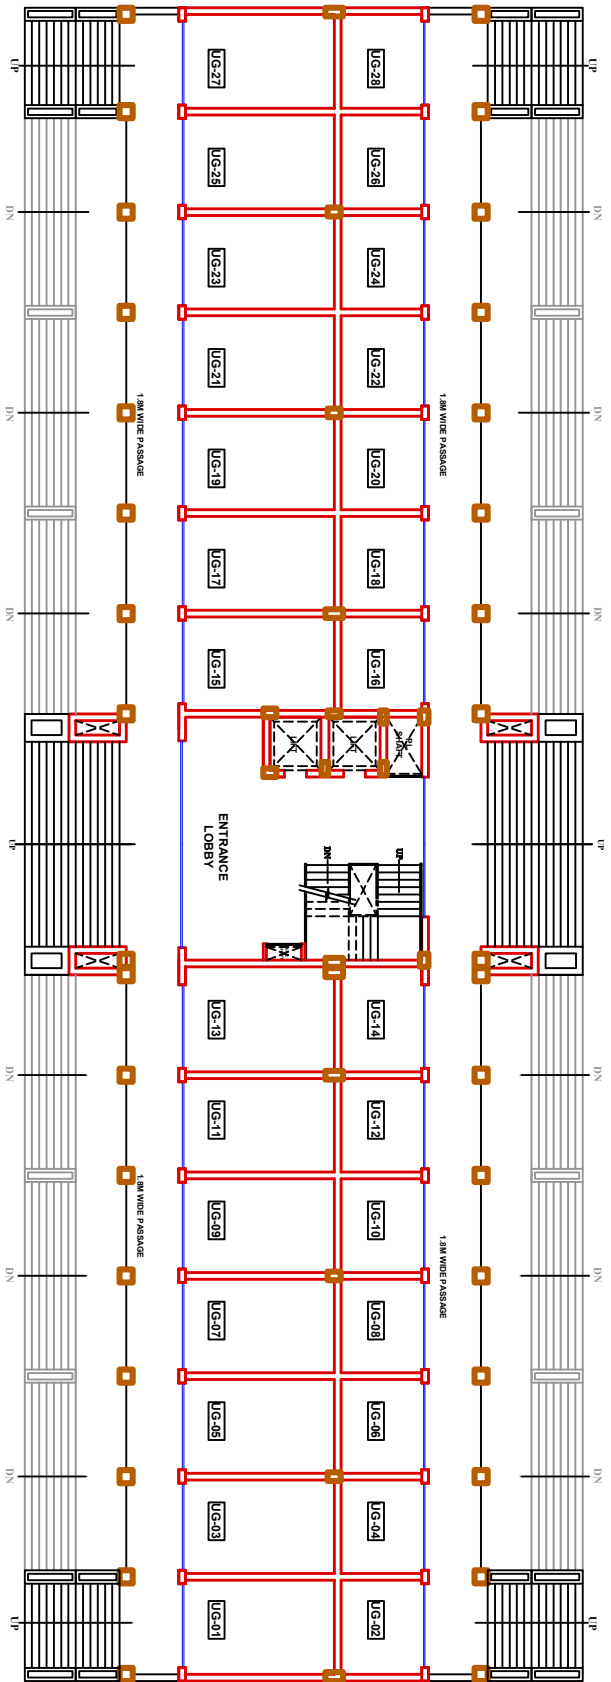 UP
UP
UG-27
UG-28
UG-25
UG-26
DN
DN
UG-23
UG-24
UG-21
UG-22
DN
1.8M WIDE PASSAGE
1.8M WIDE PASSAGE
DN
UG-19
UG-20
UG-17
UG-18
DN
DN
UG-15
UG-16
LIFT
LIFT
SHAFT
UP
ENTRANCE
LOBBY
DN
UP
UP
UG-13
UG-14
DN
DN
UG-11
UG-12
1.8M WIDE PASSAGE
UG-09
UG-10
1.8M WIDE PASSAGE
DN
DN
UG-07
UG-08
UG-05
UG-06
DN
DN
UG-03
UG-04
UP
UG-01
UG-02
UP